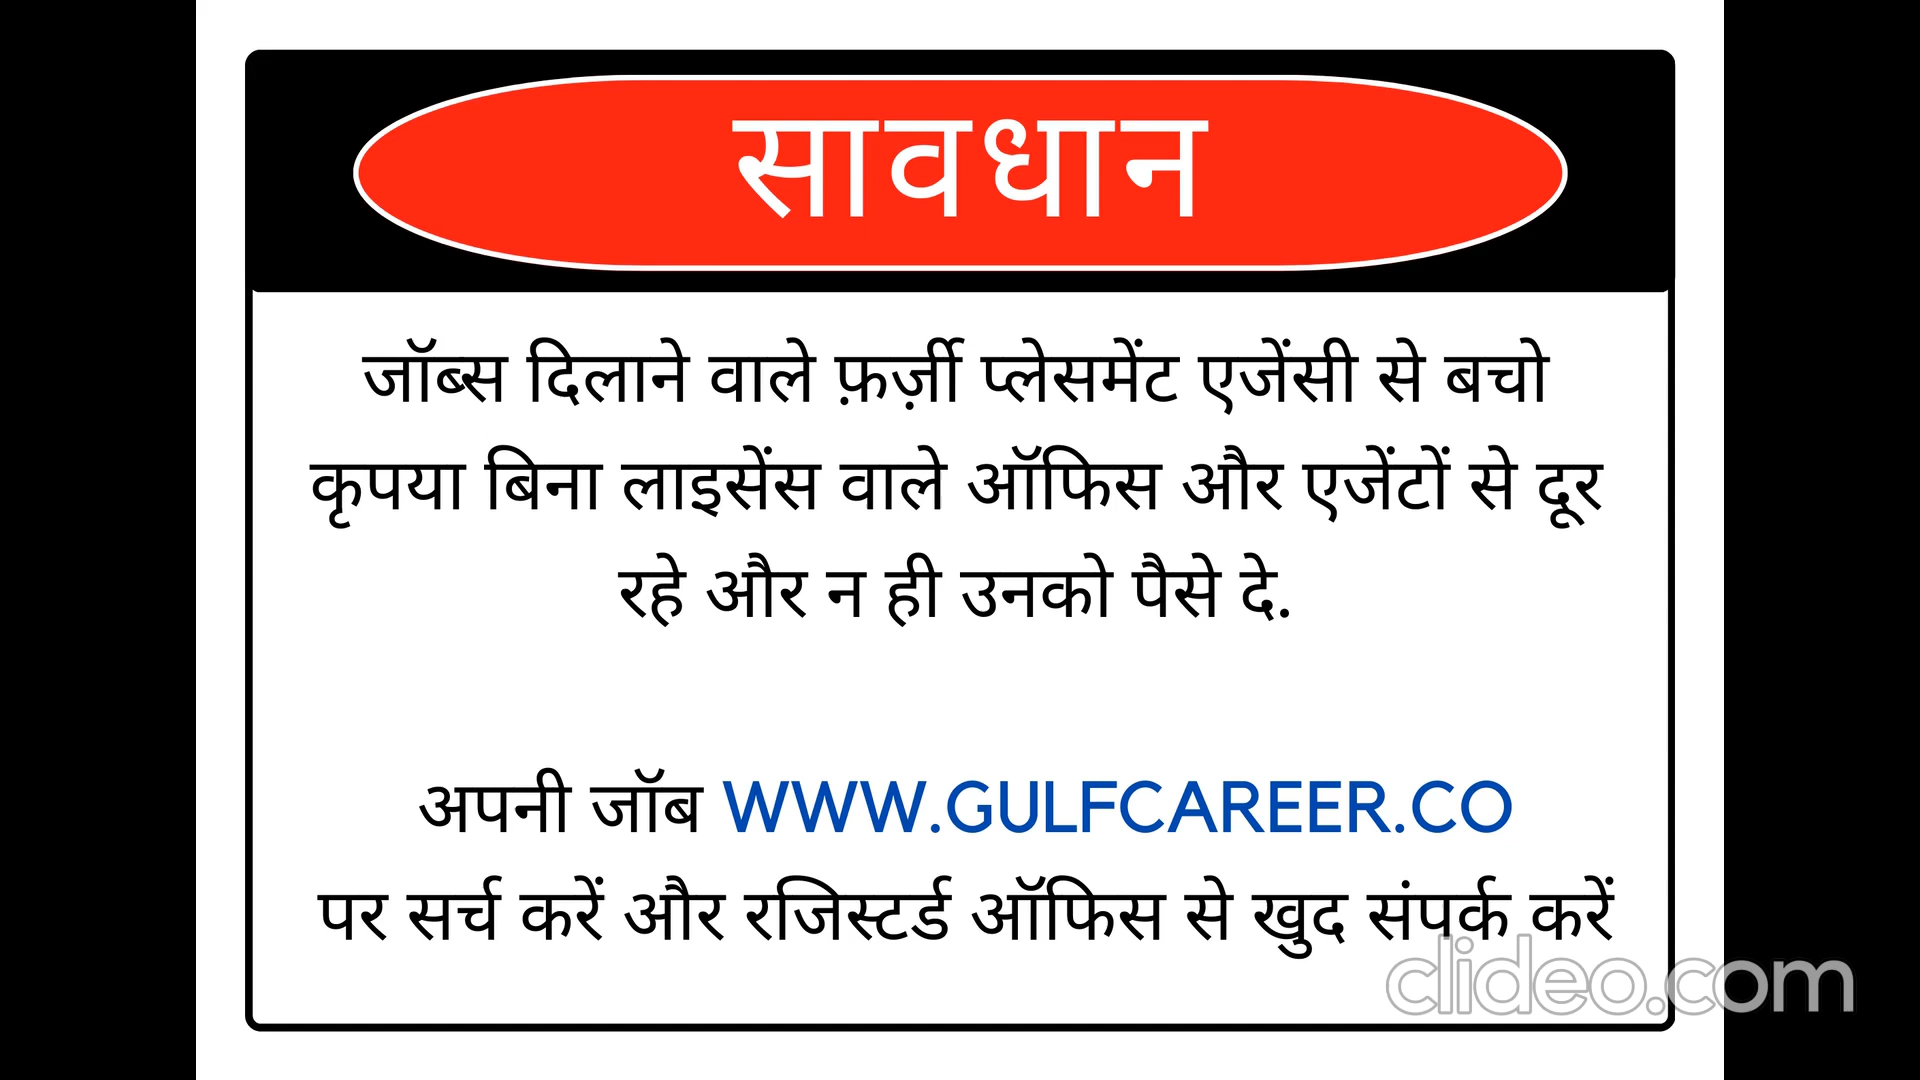 सावधान
जॉब्स दिलाने वाले फ़र्ज़ी प्लेसमेंट एजेंसी से बचो
कृपया बिना लाइसेंस वाले ऑफिस और एजेंटों से दूर
रहे और न ही उनको पैसे दे.
अपनी जॉब WWW.GULFCAREER.CO
पर सर्च करें और रजिस्टर्ड ऑफिस से खुद संपर्क करें
clideo.com